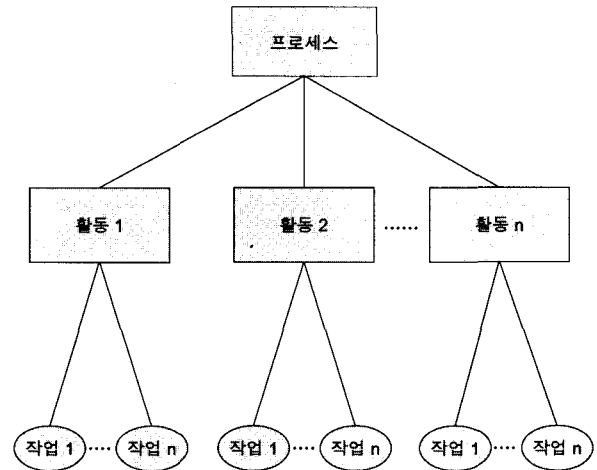 프로세스
활동 1 활동 2 ...... 활동 n
작업 1 .... 작업 n 작업 1 .... 작업 n 작업 1 .... 작업 n